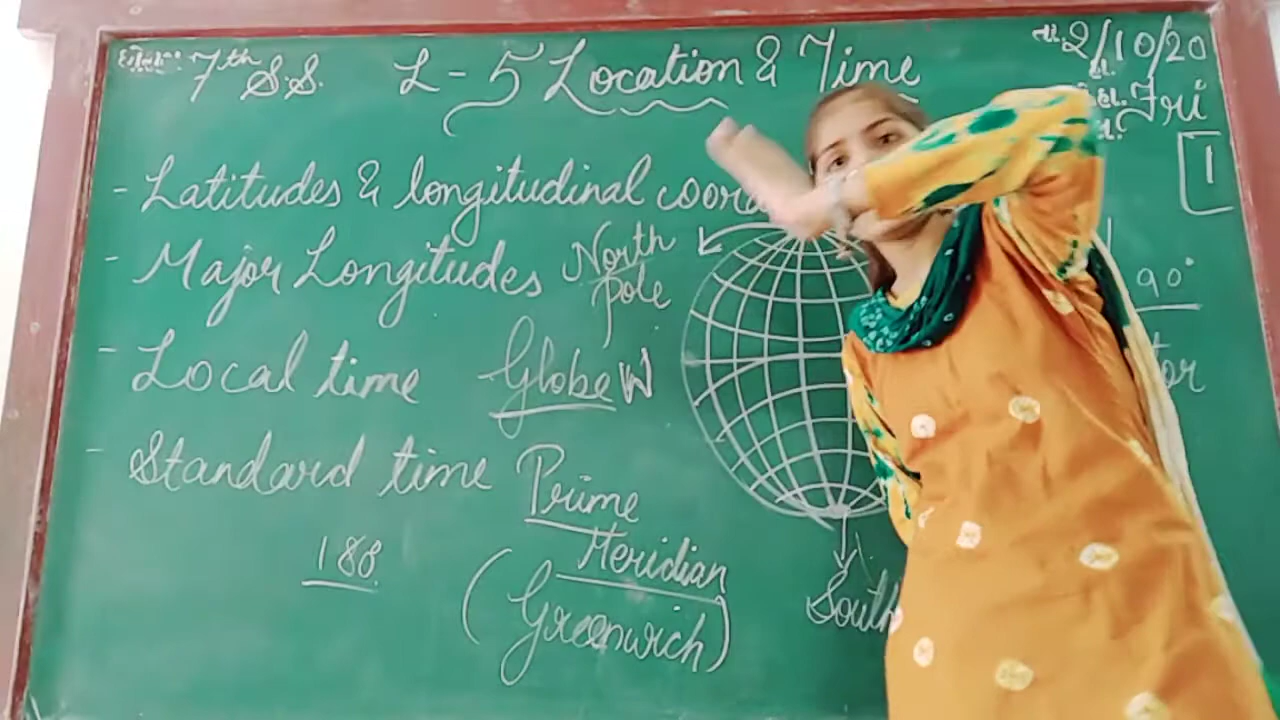 7th S.S. L-5 Location & Time 2/10/20
Fri
1
- Latitudes & longitudinal
- Major Longitudes North pole
90°
- Local time Globe W
- Standard time Prime Meridian
188
(Greenwich)
South